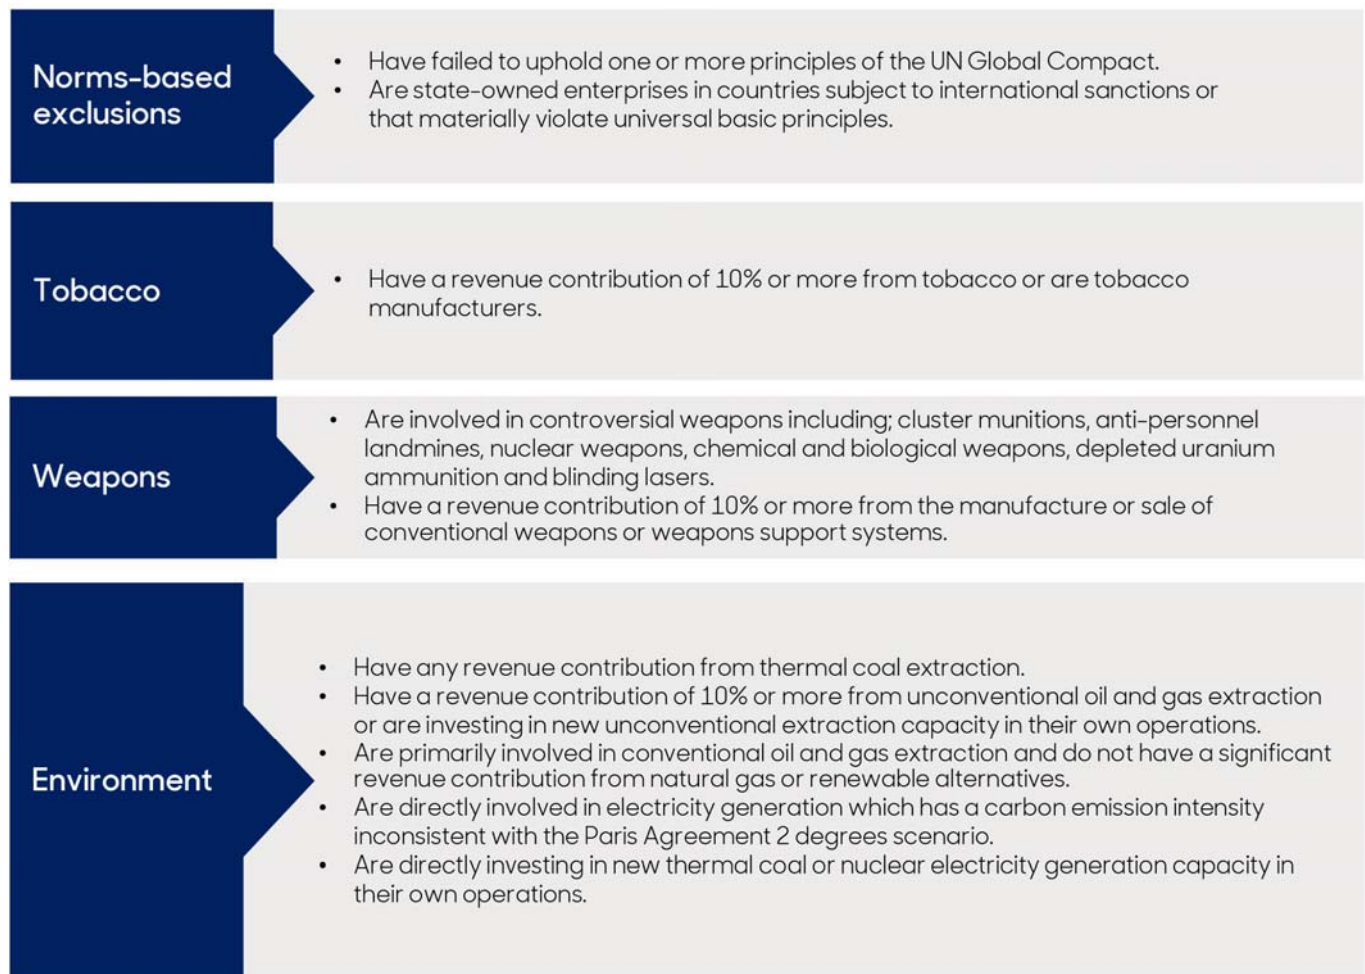 Norms-based
exclusions
• Have failed to uphold one or more principles of the UN Global Compact.
• Are state-owned enterprises in countries subject to international sanctions or
that materially violate universal basic principles.
Tobacco
• Have a revenue contribution of 10% or more from tobacco or are tobacco
manufacturers.
Weapons
• Are involved in controversial weapons including; cluster munitions, anti-personnel
landmines, nuclear weapons, chemical and biological weapons, depleted uranium
ammunition and blinding lasers.
• Have a revenue contribution of 10% or more from the manufacture or sale of
conventional weapons or weapons support systems.
Environment
• Have any revenue contribution from thermal coal extraction.
• Have a revenue contribution of 10% or more from unconventional oil and gas extraction
or are investing in new unconventional extraction capacity in their own operations.
• Are primarily involved in conventional oil and gas extraction and do not have a significant
revenue contribution from natural gas or renewable alternatives.
• Are directly involved in electricity generation which has a carbon emission intensity
inconsistent with the Paris Agreement 2 degrees scenario.
• Are directly investing in new thermal coal or nuclear electricity generation capacity in
their own operations.